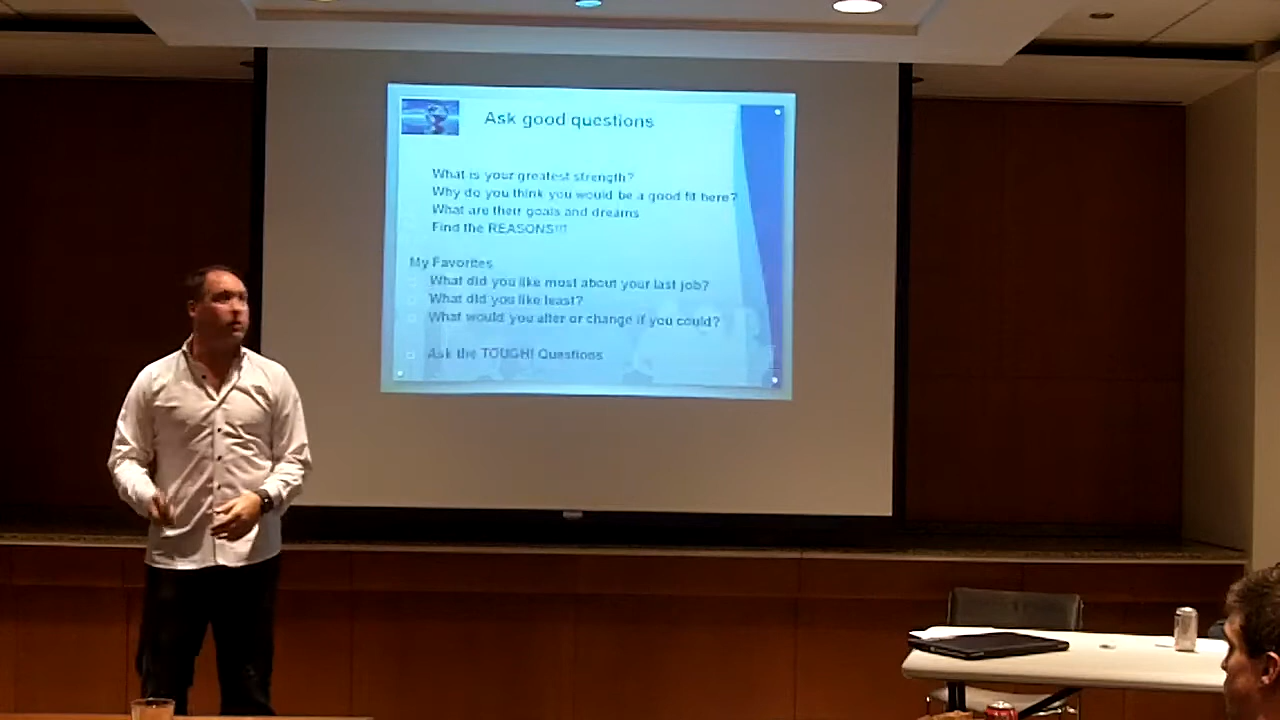 Ask good questions
What is your greatest strength?
Why do you think you would be a good fit here?
What are their goals and dreams
Find the REASONS!!!
My Favorites
What did you like most about your last job?
What did you like least?
What would you alter or change if you could?
Ask the TOUGH! Questions